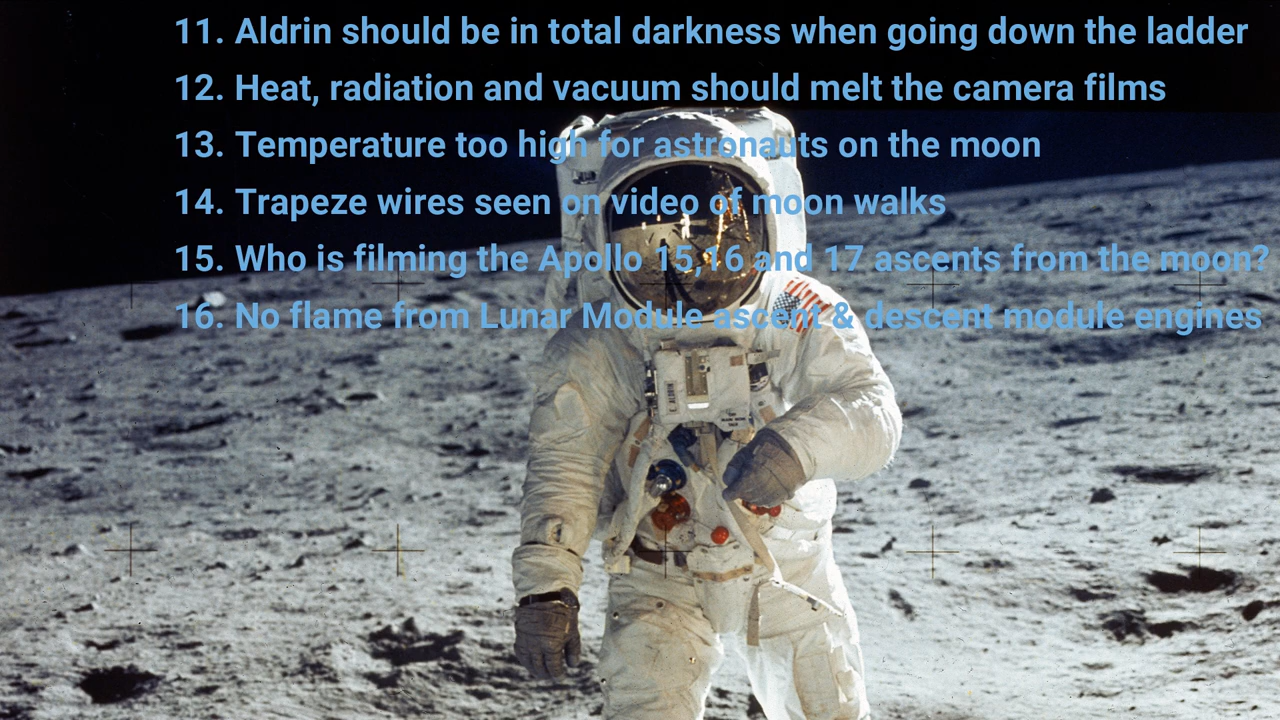 11. Aldrin should be in total darkness when going down the ladder
12. Heat, radiation and vacuum should melt the camera films
13. Temperature too high for astronauts on the moon
14. Trapeze wires seen on video of moon walks
15. Who is filming the Apollo 15,16 and 17 ascents from the moon?
16. No flame from Lunar Module ascent & descent module engines